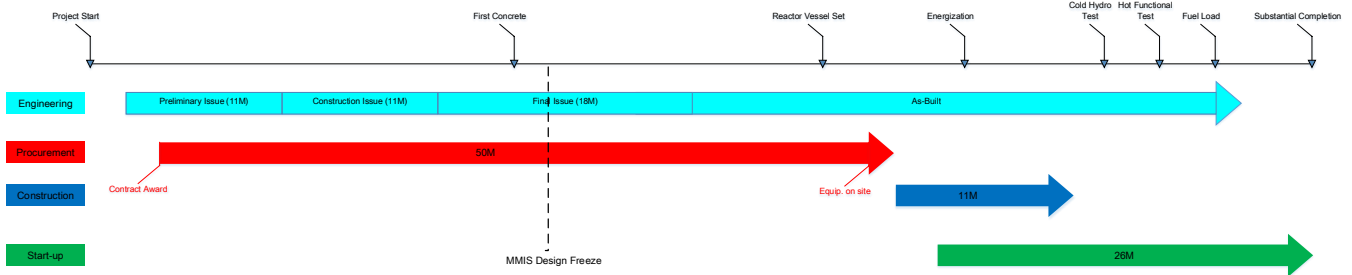 Project Start
First Concrete
Reactor Vessel Set
Energization
Cold Hydro
Test
Hot Functional
Test
Fuel Load
Substantial Completion
Engineering
Preliminary Issue (11M)
Construction Issue (11M)
Final Issue (18M)
As-Built
Procurement
50M
Contract Award
Equip. on site
Construction
11M
Start-up
26M
MMIS Design Freeze